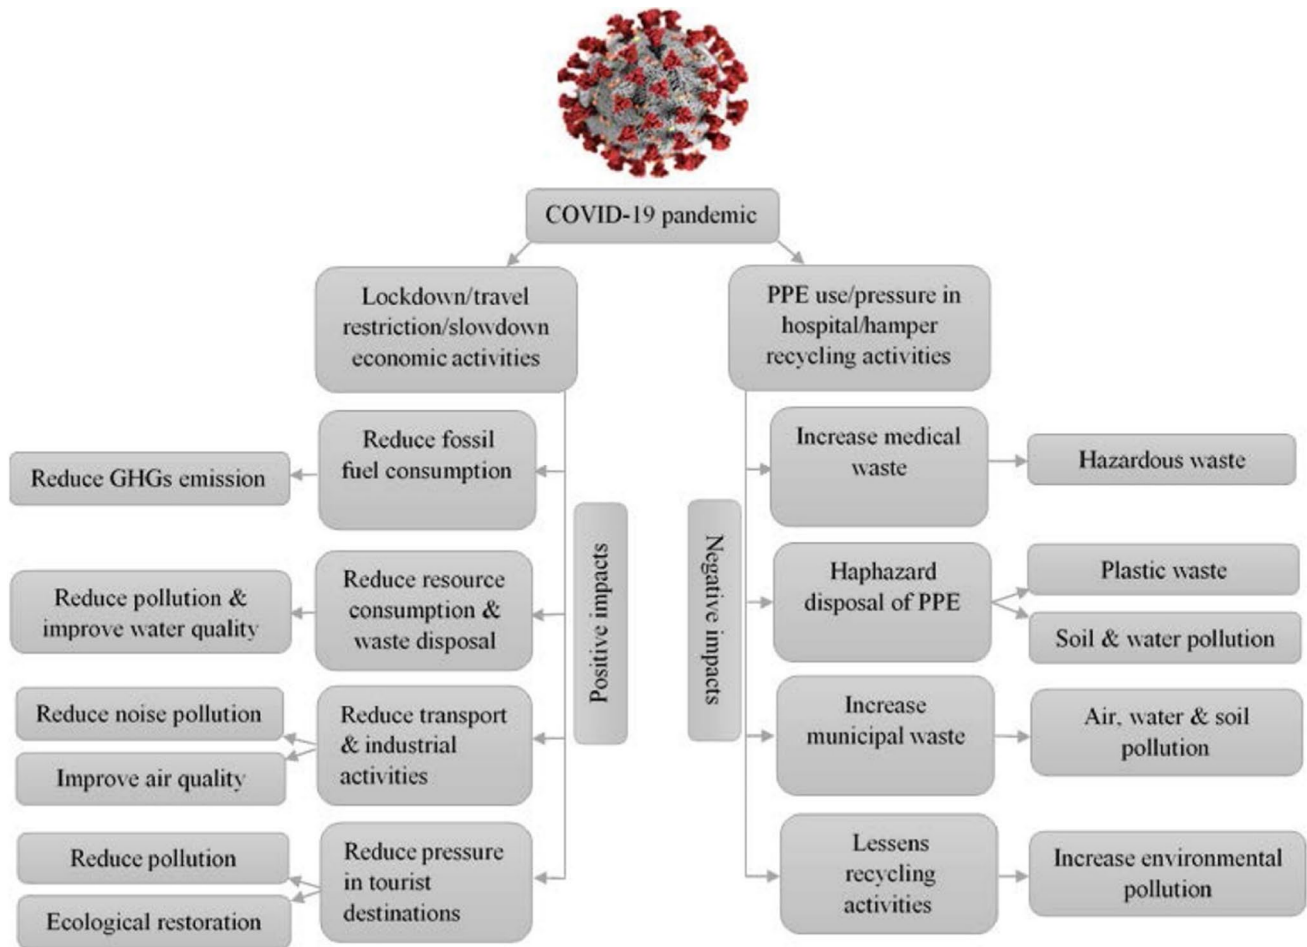 COVID-19 pandemic
Lockdown/travel
restriction/slowdown
economic activities
PPE use/pressure in
hospital/hamper
recycling activities
Positive impacts
Reduce fossil
fuel consumption
Reduce GHGs emission
Reduce resource
consumption &
waste disposal
Reduce pollution &
improve water quality
Reduce transport
& industrial
activities
Reduce noise pollution
Improve air quality
Reduce pressure
in tourist
destinations
Reduce pollution
Ecological restoration
Negative impacts
Increase medical
waste
Hazardous waste
Haphazard
disposal of PPE
Plastic waste
Soil & water pollution
Increase
municipal waste
Air, water & soil
pollution
Lessens
recycling
activities
Increase environmental
pollution